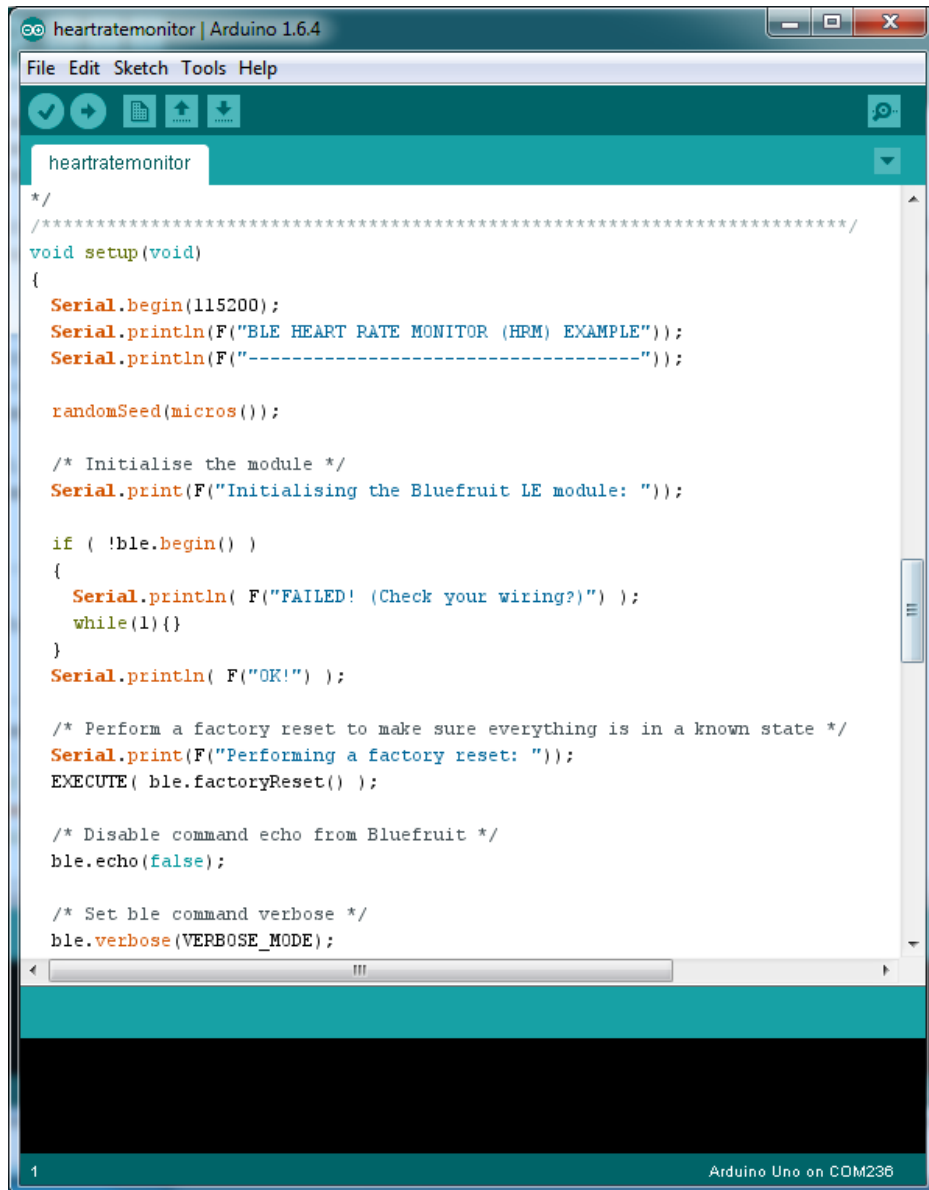 heartratemonitor | Arduino 1.6.4
File Edit Sketch Tools Help
heartratemonitor
*/
/**************************************************************************/
void setup(void)
{
  Serial.begin(115200);
  Serial.println(F("BLE HEART RATE MONITOR (HRM) EXAMPLE"));
  Serial.println(F("------------------------------------"));
  randomSeed(micros());
  /* Initialise the module */
  Serial.print(F("Initialising the Bluefruit LE module: "));
  if ( !ble.begin() )
  {
    Serial.println( F("FAILED! (Check your wiring?)") );
    while(1){}
  }
  Serial.println( F("OK!") );
  /* Perform a factory reset to make sure everything is in a known state */
  Serial.print(F("Performing a factory reset: "));
  EXECUTE( ble.factoryReset() );
  /* Disable command echo from Bluefruit */
  ble.echo(false);
  /* Set ble command verbose */
  ble.verbose(VERBOSE_MODE);
1
Arduino Uno on COM236